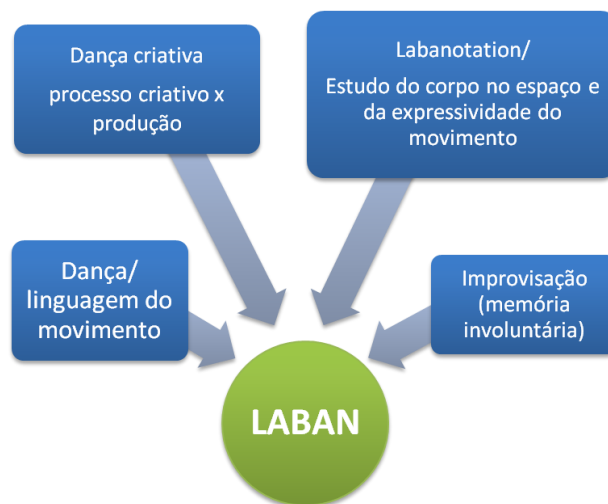 Dança criativa
processo criativo x
produção
Labanotation/
Estudo do corpo no espaço e
da expressividade do
movimento
Dança/
linguagem do
movimento
Improvisação
(memória
involuntária)
LABAN